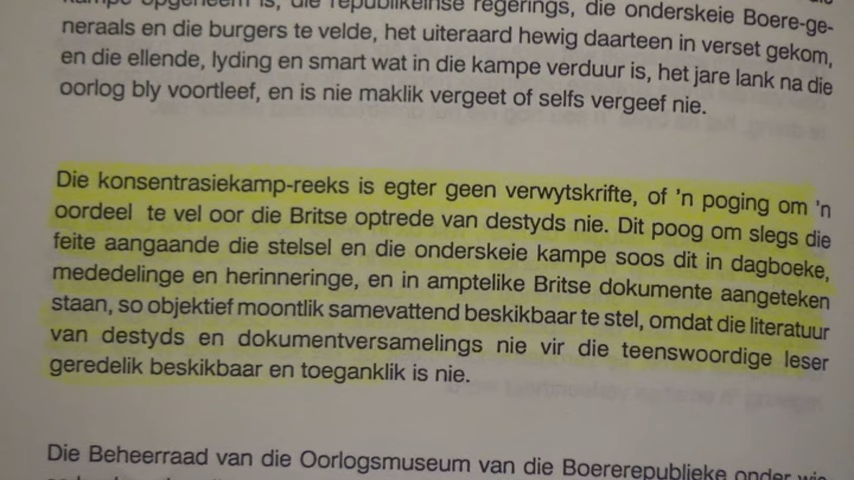 kampe opgeneem is, die republikeinse regerings, die onderskeie Boere-ge-
neraals en die burgers te velde, het uiteraard hewig daarteen in verset gekom,
en die ellende, lyding en smart wat in die kampe verduur is, het jare lank na die
oorlog bly voortleef, en is nie maklik vergeet of selfs vergeef nie.
Die konsentrasiekamp-reeks is egter geen verwytskrifte, of 'n poging om 'n
oordeel te vel oor die Britse optrede van destyds nie. Dit poog om slegs die
feite aangaande die stelsel en die onderskeie kampe soos dit in dagboeke,
mededelinge en herinneringe, en in amptelike Britse dokumente aangeteken
staan, so objektief moontlik samevattend beskikbaar te stel, omdat die literatuur
van destyds en dokumentversamelings nie vir die teenswoordige leser
geredelik beskikbaar en toeganklik is nie.
Die Beheerraad van die Oorlogsmuseum van die Boererepublieke onder